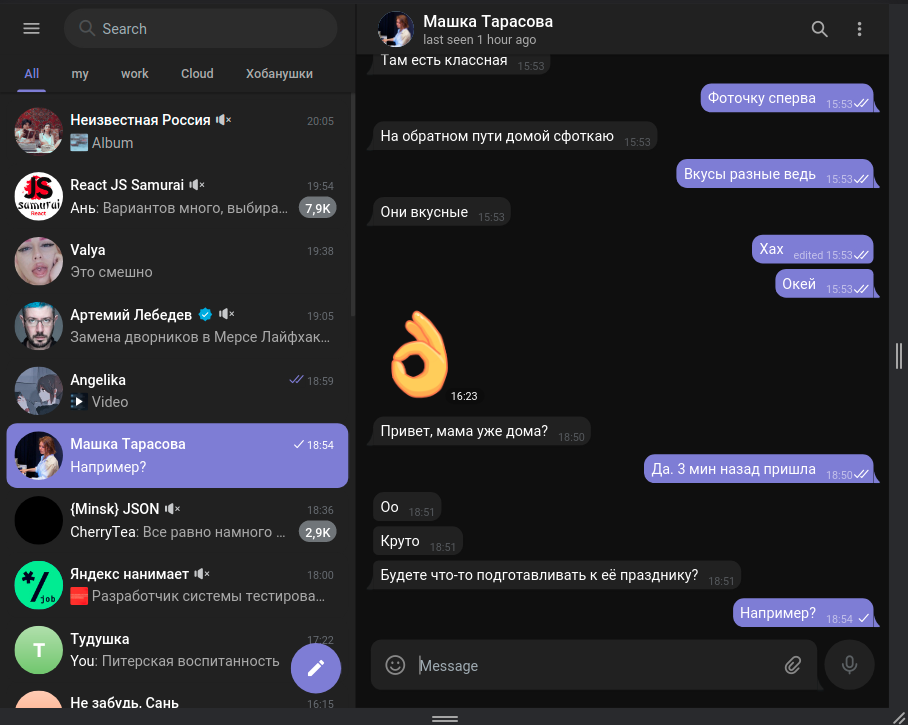 Search
All
my
work
Cloud
Хобанушки
Неизвестная Россия
20:05
Album
React JS Samurai
19:54
Ань: Вариантов много, выбира...
7,9K
JS
samurai
React
Valya
19:38
Это смешно
Артемий Лебедев
19:05
Замена дворников в Мерсе Лайфхак...
Angelika
18:59
Video
Машка Тарасова
18:54
Например?
{Minsk} JSON
18:36
CherryTea: Все равно намного ...
2,9K
Яндекс нанимает
18:00
Разработчик системы тестирова...
*/job
Тудушка
17:22
You: Питерская воспитанность
T
Не забудь, Сань
16:15
Машка Тарасова
last seen 1 hour ago
Там есть классная
15:53
Фоточку сперва
15:53
На обратном пути домой сфоткаю
15:53
Вкусы разные ведь
15:53
Они вкусные
15:53
Хах
edited 15:53
Окей
15:53
16:23
Привет, мама уже дома?
18:50
Да. 3 мин назад пришла
18:50
Оо
18:51
Круто
18:51
Будете что-то подготавливать к её празднику?
18:51
Например?
18:54
Message